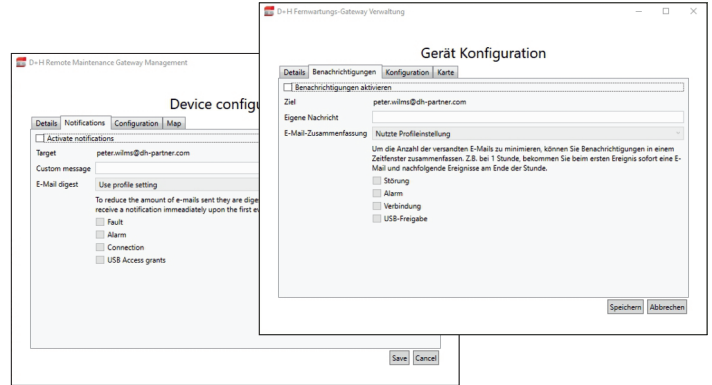 D+H Fernwartungs-Gateway Verwaltung
Gerät Konfiguration
Details Benachrichtigungen Konfiguration Karte
Benachrichtigungen aktivieren
Ziel peter.wilms@dh-partner.com
Eigene Nachricht
E-Mail-Zusammenfassung Nutzte Profileinstellung
Um die Anzahl der versandten E-Mails zu minimieren, können Sie Benachrichtigungen in einem
Zeitfenster zusammenfassen. Z.B. bei 1 Stunde, bekommen Sie beim ersten Ereignis sofort eine E-
Mail und nachfolgende Ereignisse am Ende der Stunde.
Störung
Alarm
Verbindung
USB-Freigabe
Speichern Abbrechen
D+H Remote Maintenance Gateway Management
Device configu
Details Notifications Configuration Map
Activate notifications
Target peter.wilms@dh-partner.com
Custom message
E-Mail digest Use profile setting
To reduce the amount of e-mails sent they are diges
receive a notification immeadiately upon the first ev
Fault
Alarm
Connection
USB Access grants
Save Cancel